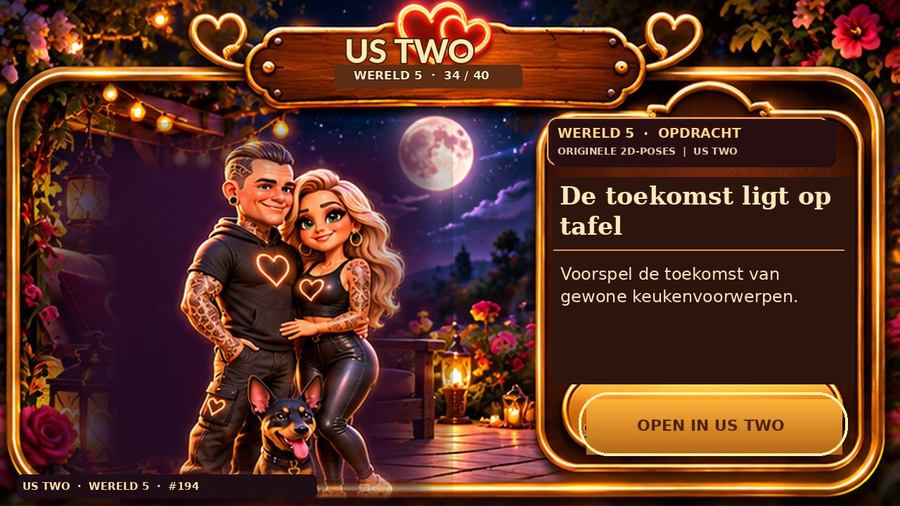 US TWO
WERELD 5 · 34 / 40
WERELD 5 · OPDRACHT
ORIGINELE 2D-POSES | US TWO
De toekomst ligt op
tafel
Voorspel de toekomst van
gewone keukenvoorwerpen.
OPEN IN US TWO
US TWO · WERELD 5 · #194